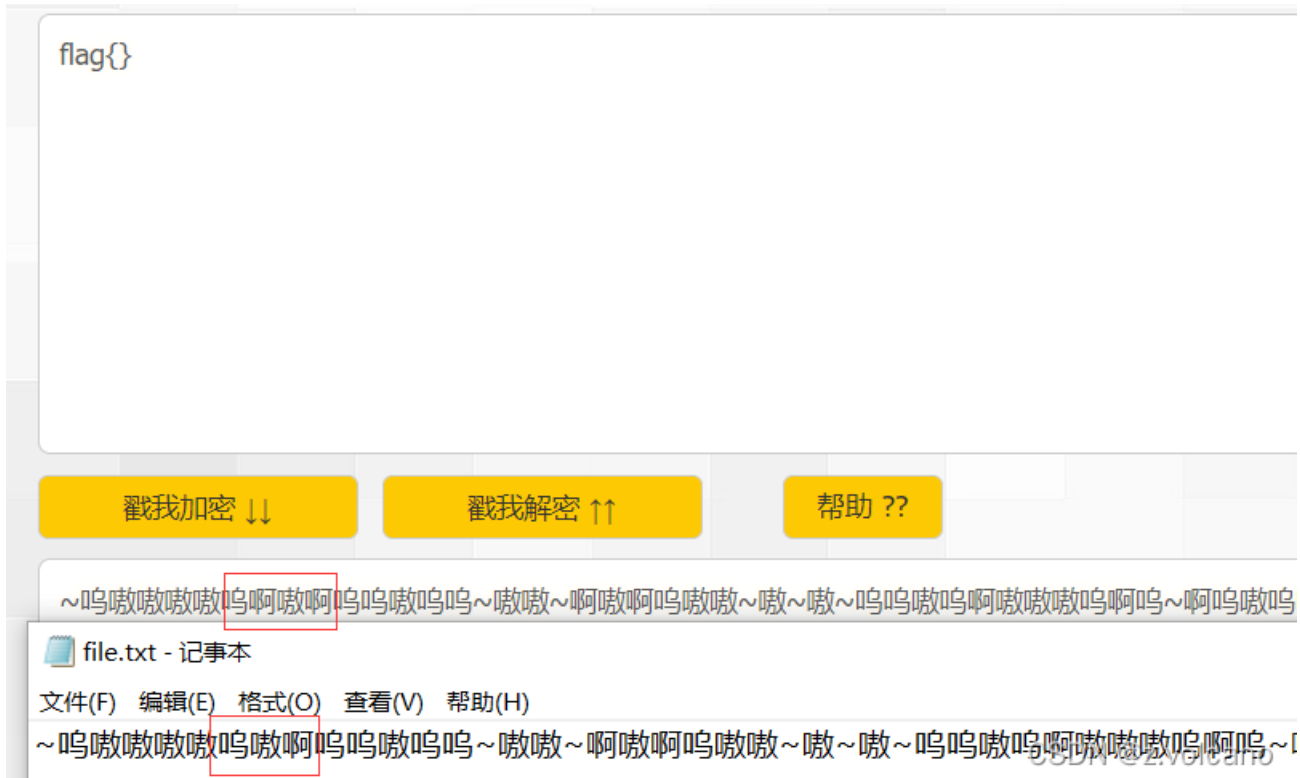 flag{}
戳我加密 ↓↓ 戳我解密 ↑↑ 帮助 ??
~呜嗷嗷嗷嗷呜啊嗷啊呜呜嗷呜呜~嗷嗷~啊嗷啊呜嗷嗷~嗷~嗷~呜呜嗷呜啊嗷嗷嗷呜啊呜~啊呜嗷呜
file.txt - 记事本
文件(F) 编辑(E) 格式(O) 查看(V) 帮助(H)
~呜嗷嗷嗷嗷呜嗷啊呜呜嗷呜呜~嗷嗷~啊嗷啊呜嗷嗷~嗷~嗷~呜呜嗷呜啊嗷嗷嗷呜啊呜~
CSDN @z.volcano